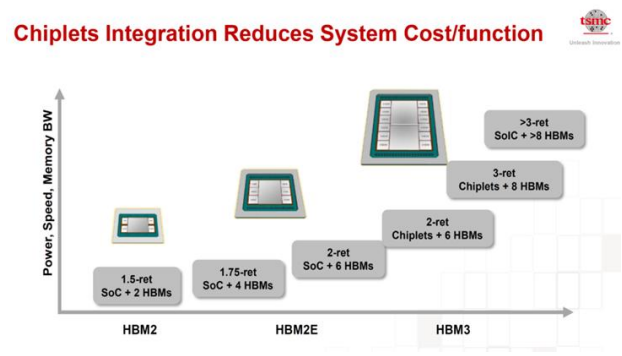 Chiplets Integration Reduces System Cost/function
tsmc
Unleash Innovation
Power, Speed, Memory BW
>3-ret
SoIC + >8 HBMs
3-ret
Chiplets + 8 HBMs
2-ret
Chiplets + 6 HBMs
2-ret
SoC + 6 HBMs
1.75-ret
SoC + 4 HBMs
1.5-ret
SoC + 2 HBMs
HBM2
HBM2E
HBM3